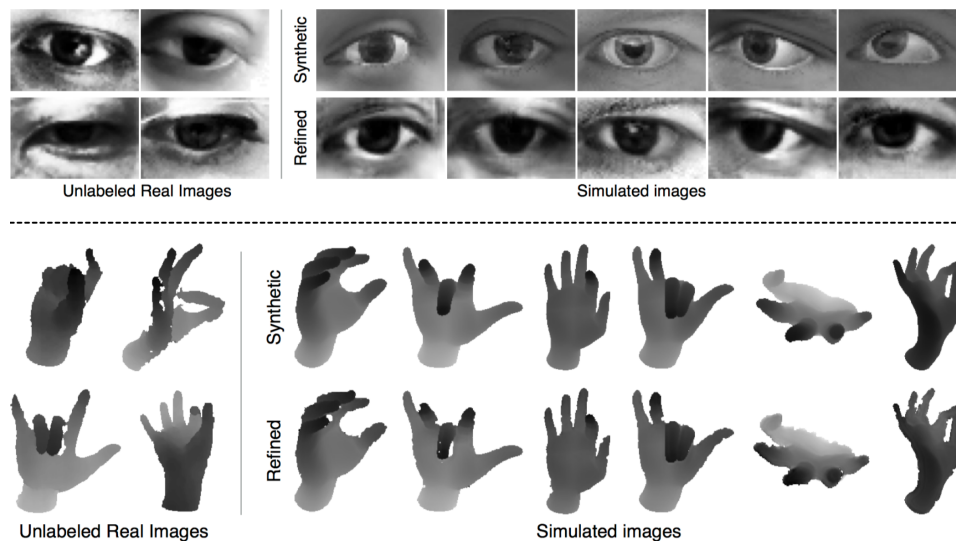 Synthetic
Refined
Unlabeled Real Images
Simulated images
Synthetic
Refined
Unlabeled Real Images
Simulated images